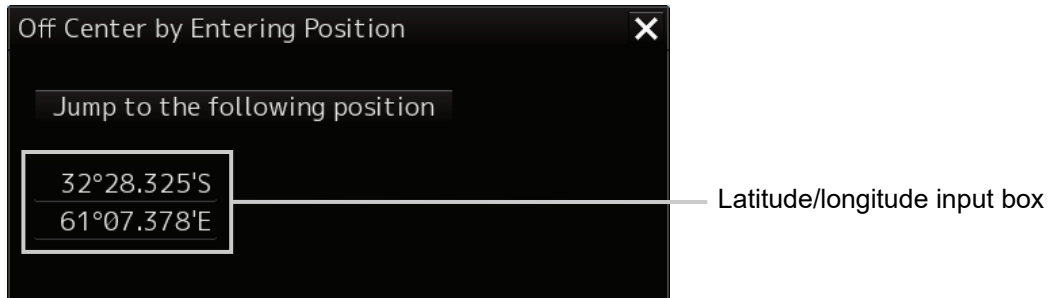 Off Center by Entering Position
Jump to the following position
32°28.325'S
61°07.378'E
Latitude/longitude input box